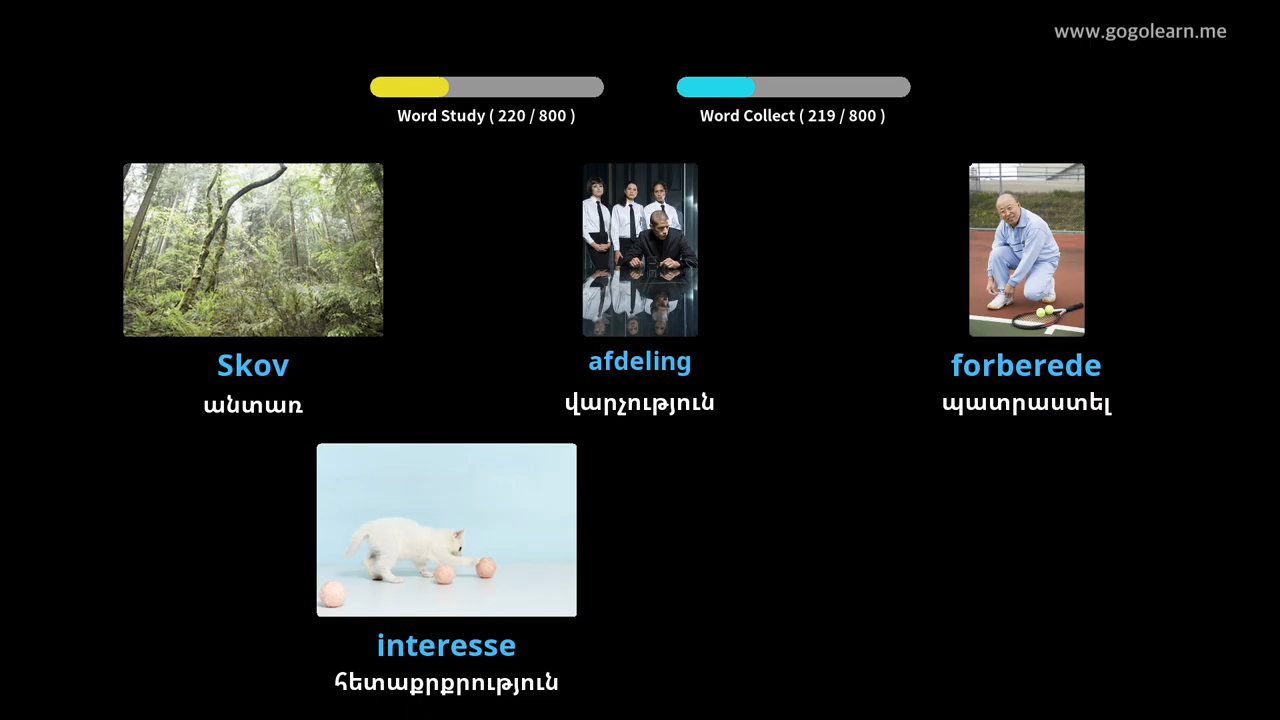 www.gogolearn.me
Word Study ( 220 / 800 )
Word Collect ( 219 / 800 )
Skov
afdeling
forberede
անտառ
վարչություն
պատրաստել
interesse
հետաքրքրություն